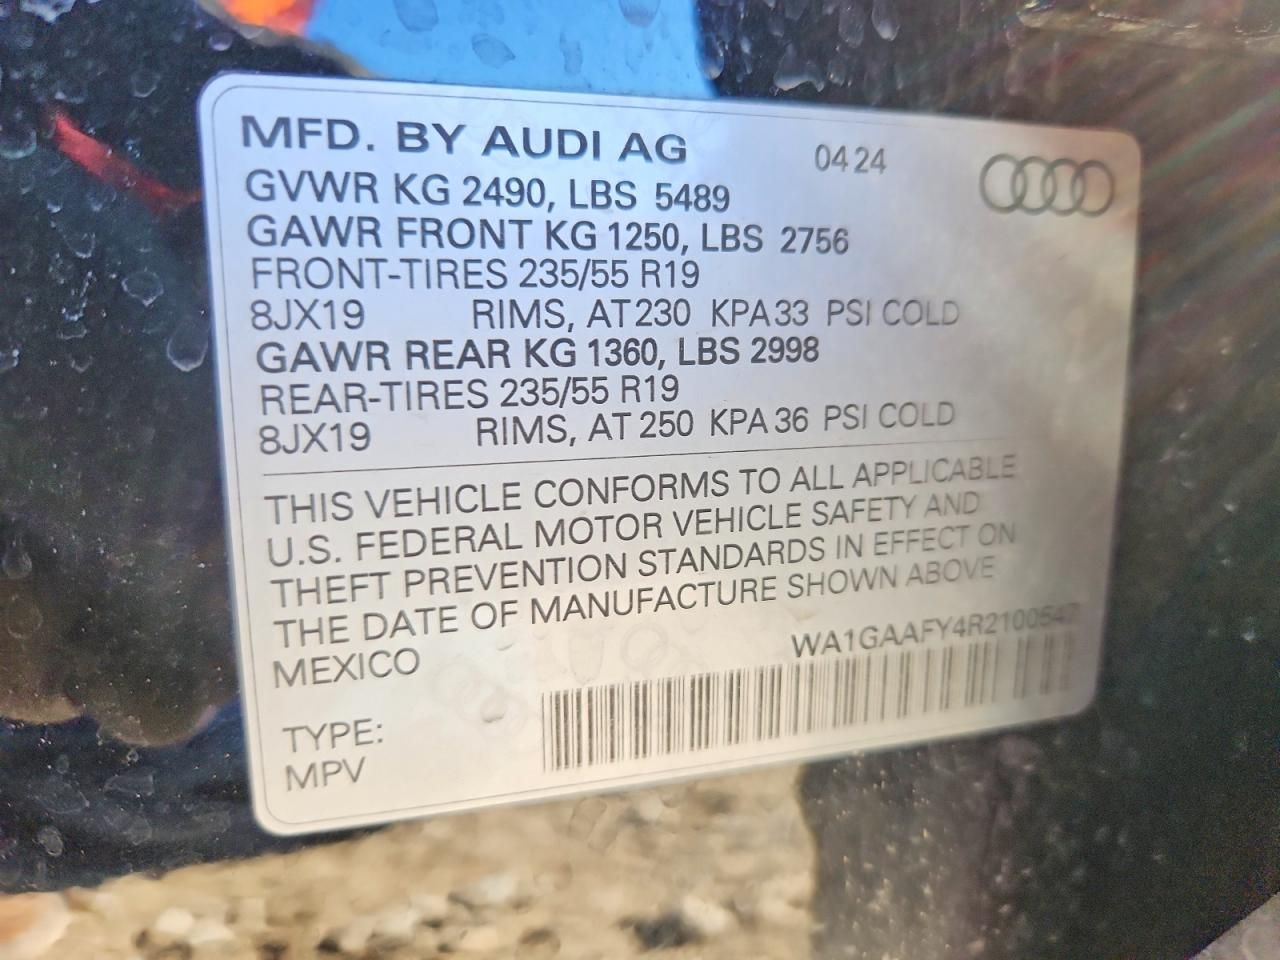 MFD. BY AUDI AG 04 24
GVWR KG 2490, LBS 5489
GAWR FRONT KG 1250, LBS 2756
FRONT-TIRES 235/55 R19
8JX19 RIMS, AT 230 KPA 33 PSI COLD
GAWR REAR KG 1360, LBS 2998
REAR-TIRES 235/55 R19
8JX19 RIMS, AT 250 KPA 36 PSI COLD
THIS VEHICLE CONFORMS TO ALL APPLICABLE
U.S. FEDERAL MOTOR VEHICLE SAFETY AND
THEFT PREVENTION STANDARDS IN EFFECT ON
THE DATE OF MANUFACTURE SHOWN ABOVE
MEXICO
WA1GAAFY4R2100547
TYPE:
MPV